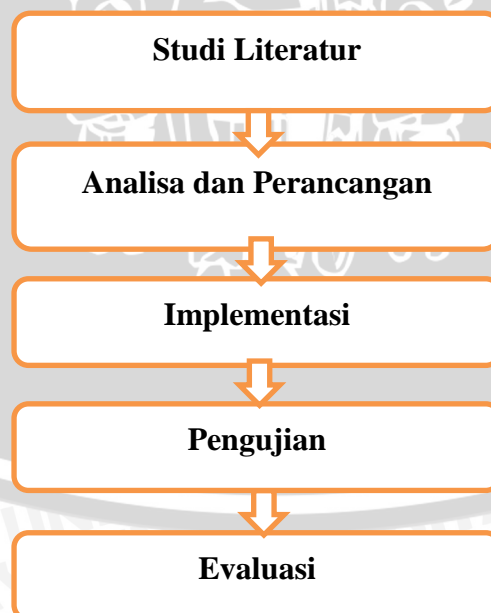 Studi Literatur
Analisa dan Perancangan
Implementasi
Pengujian
Evaluasi